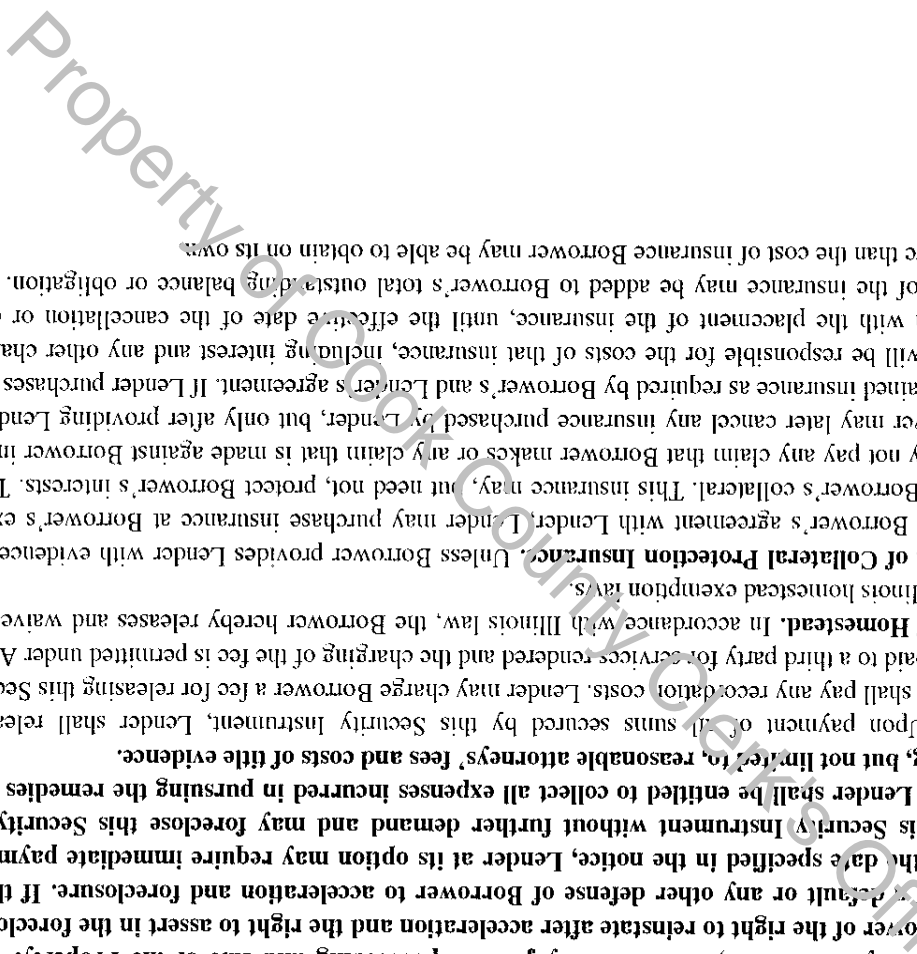 ower of the right to reinstate after acceleration and the right to assert in the foreclo
default or any other defense of Borrower to acceleration and foreclosure. If th
the date specified in the notice, Lender at its option may require immediate paym
is Security Instrument without further demand and may foreclose this Security
Lender shall be entitled to collect all expenses incurred in pursuing the remedies
g, but not limited to, reasonable attorneys' fees and costs of title evidence.
Upon payment of all sums secured by this Security Instrument, Lender shall relea
shall pay any recordation costs. Lender may charge Borrower a fee for releasing this Sec
paid to a third party for services rendered and the charging of the fee is permitted under A
Homestead. In accordance with Illinois law, the Borrower hereby releases and waive
llinois homestead exemption laws.
of Collateral Protection Insurance. Unless Borrower provides Lender with evidence
Borrower's agreement with Lender, Lender may purchase insurance at Borrower's ex
Borrower's collateral. This insurance may, but need not, protect Borrower's interests. T
y not pay any claim that Borrower makes or any claim that is made against Borrower in
er may later cancel any insurance purchased by Lender, but only after providing Lend
tained insurance as required by Borrower's and Lender's agreement. If Lender purchases
will be responsible for the costs of that insurance, including interest and any other cha
with the placement of the insurance, until the effective date of the cancellation or
of the insurance may be added to Borrower's total outstanding balance or obligation.
e than the cost of insurance Borrower may be able to obtain on its own.
Property of Cook County Clerk's Off